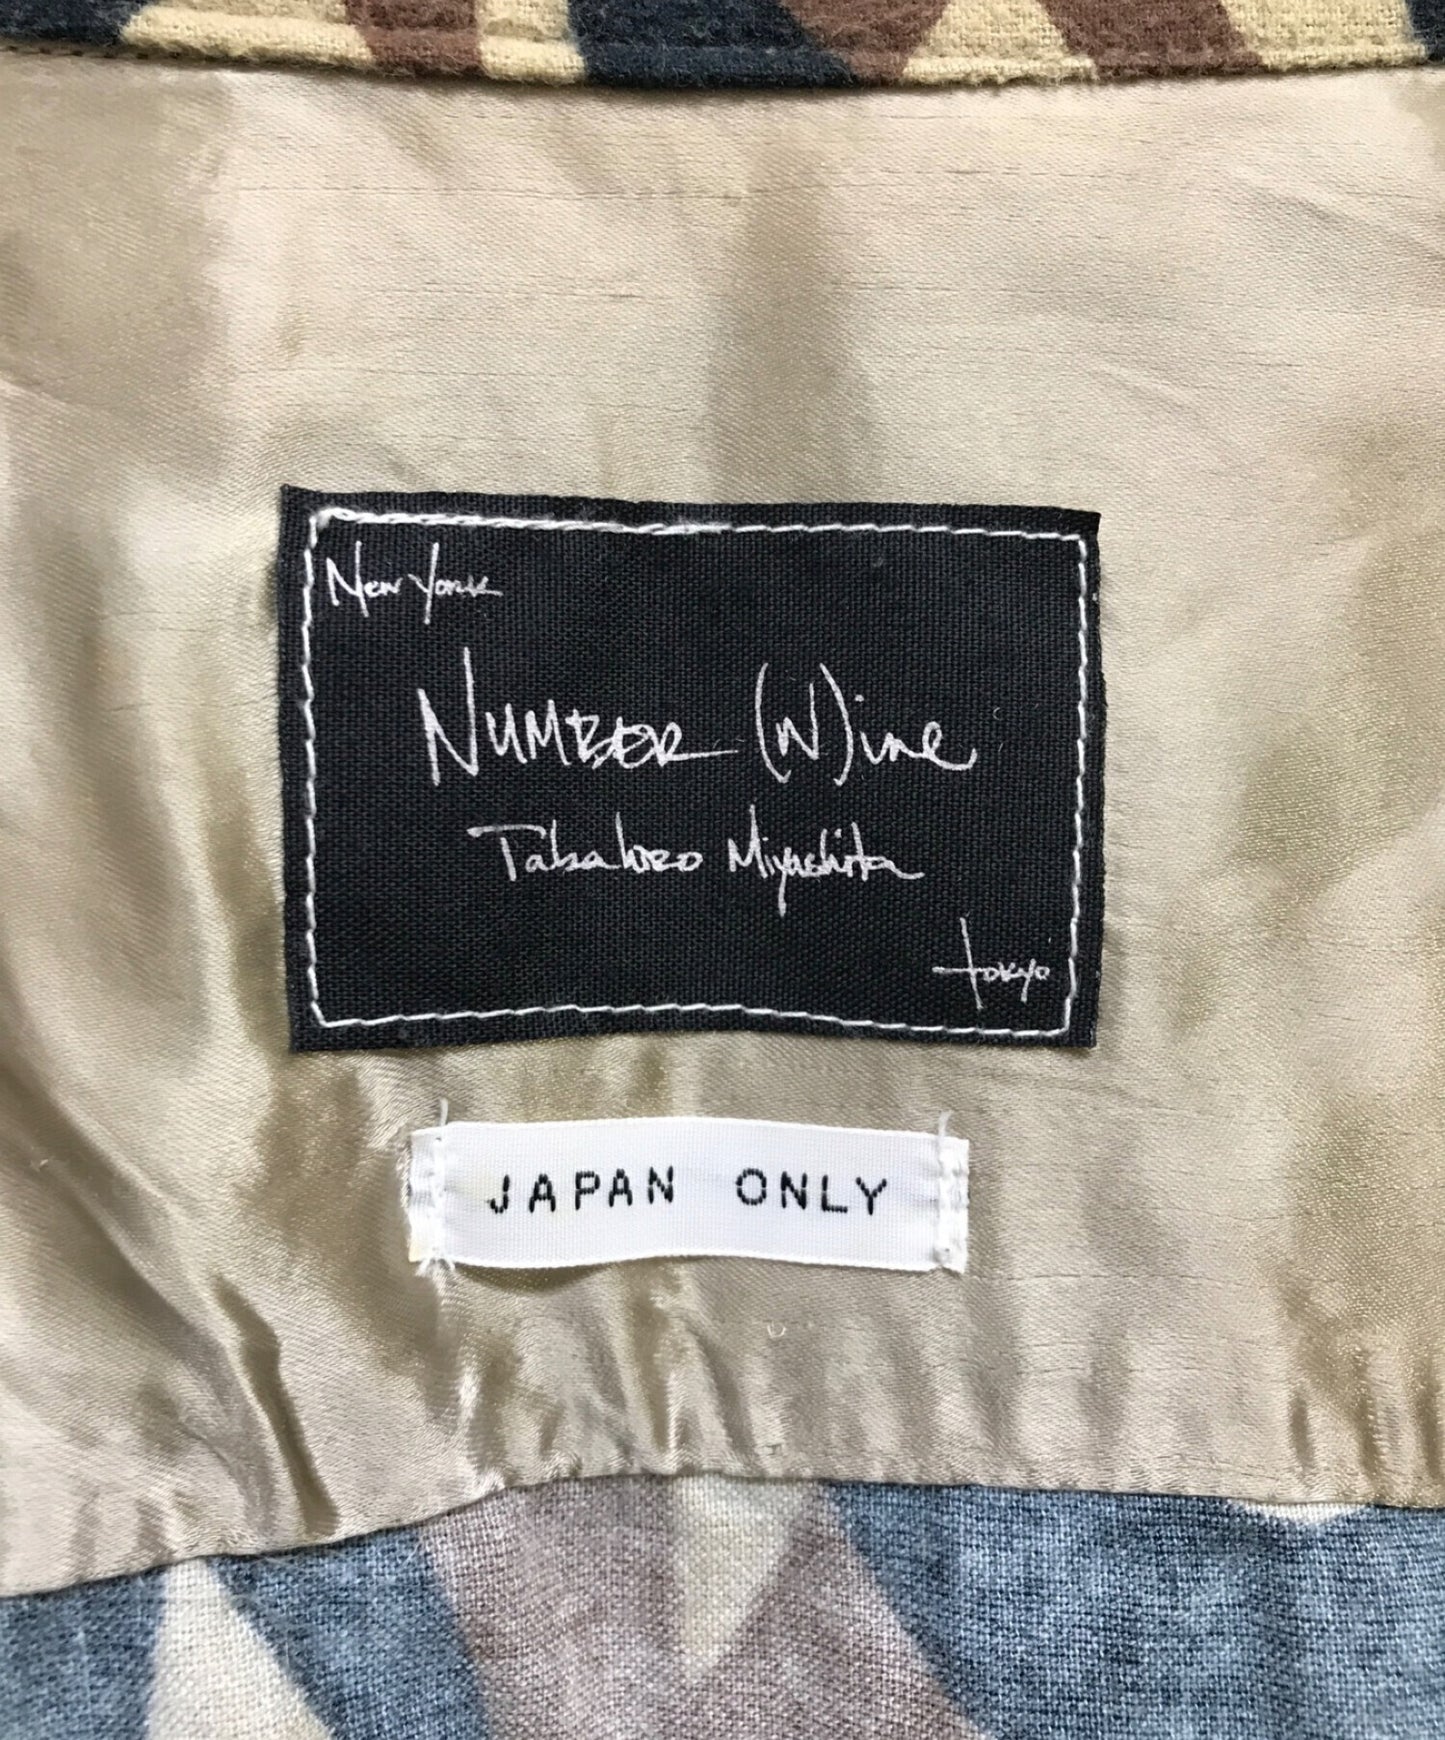 New York
NUMBER (N)ine
Takahiro Miyashita
tokyo
JAPAN ONLY